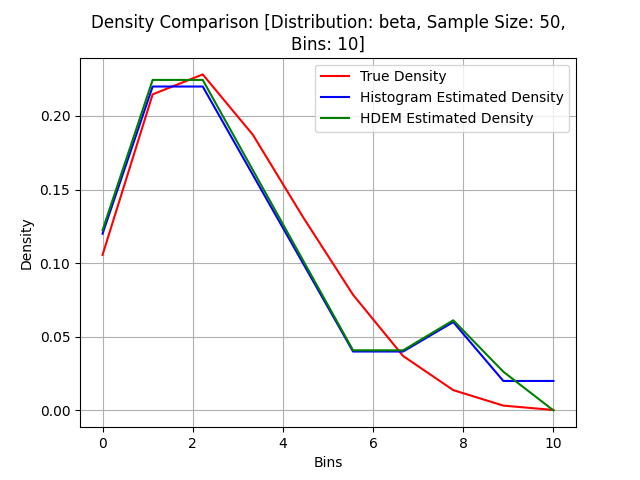 Density Comparison [Distribution: beta, Sample Size: 50,
Bins: 10]
True Density
Histogram Estimated Density
HDEM Estimated Density
Density
0.20
0.15
0.10
0.05
0.00
0 2 4 6 8 10
Bins